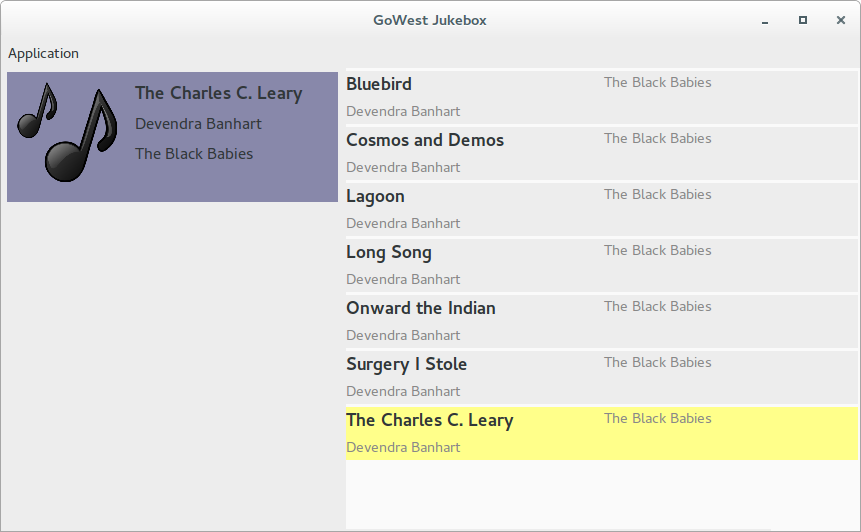 GoWest Jukebox
Application
The Charles C. Leary
Devendra Banhart
The Black Babies
Bluebird The Black Babies
Devendra Banhart
Cosmos and Demos The Black Babies
Devendra Banhart
Lagoon The Black Babies
Devendra Banhart
Long Song The Black Babies
Devendra Banhart
Onward the Indian The Black Babies
Devendra Banhart
Surgery I Stole The Black Babies
Devendra Banhart
The Charles C. Leary The Black Babies
Devendra Banhart